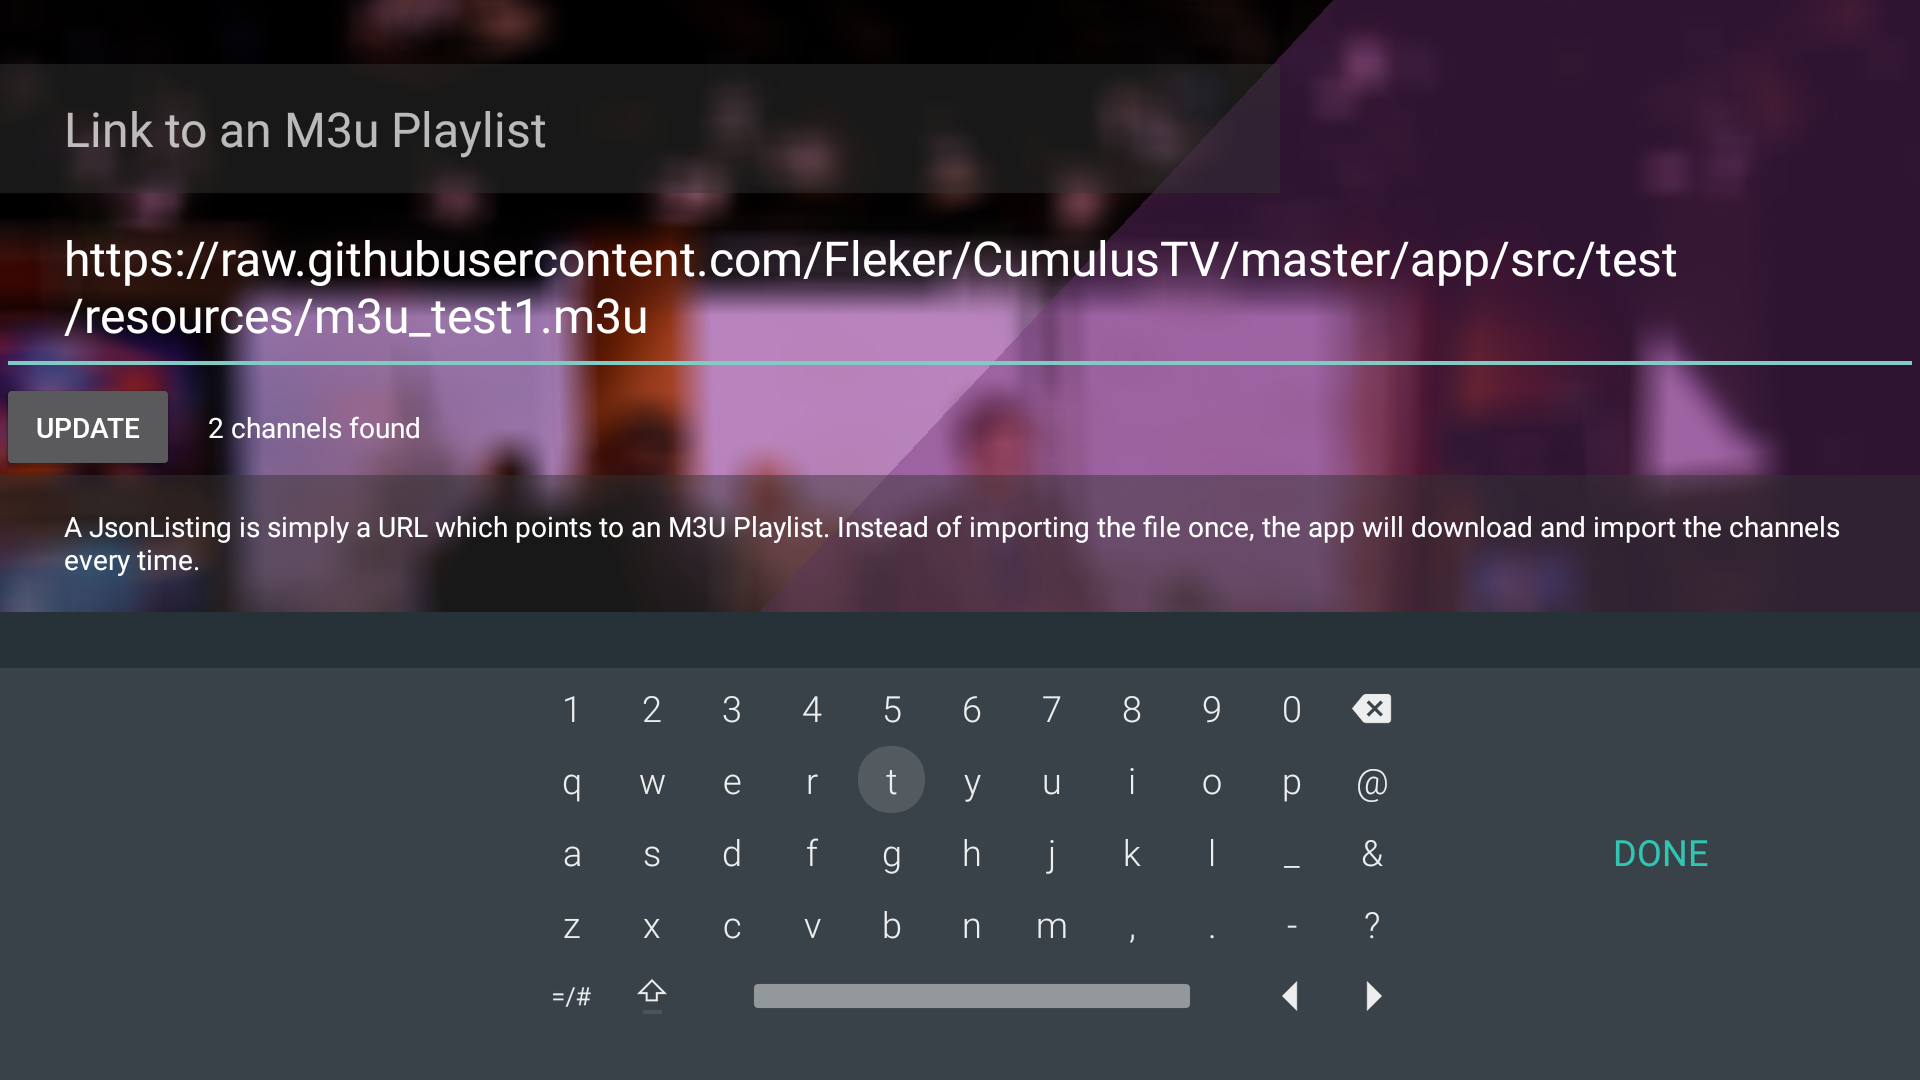 Link to an M3u Playlist
https://raw.githubusercontent.com/Fleker/CumulusTV/master/app/src/test
/resources/m3u_test1.m3u
UPDATE 2 channels found
A JsonListing is simply a URL which points to an M3U Playlist. Instead of importing the file once, the app will download and import the channels
every time.
1 2 3 4 5 6 7 8 9 0
q w e r t y u i o p @
a s d f g h j k l _ &
DONE
z x c v b n m , . - ?
=/#